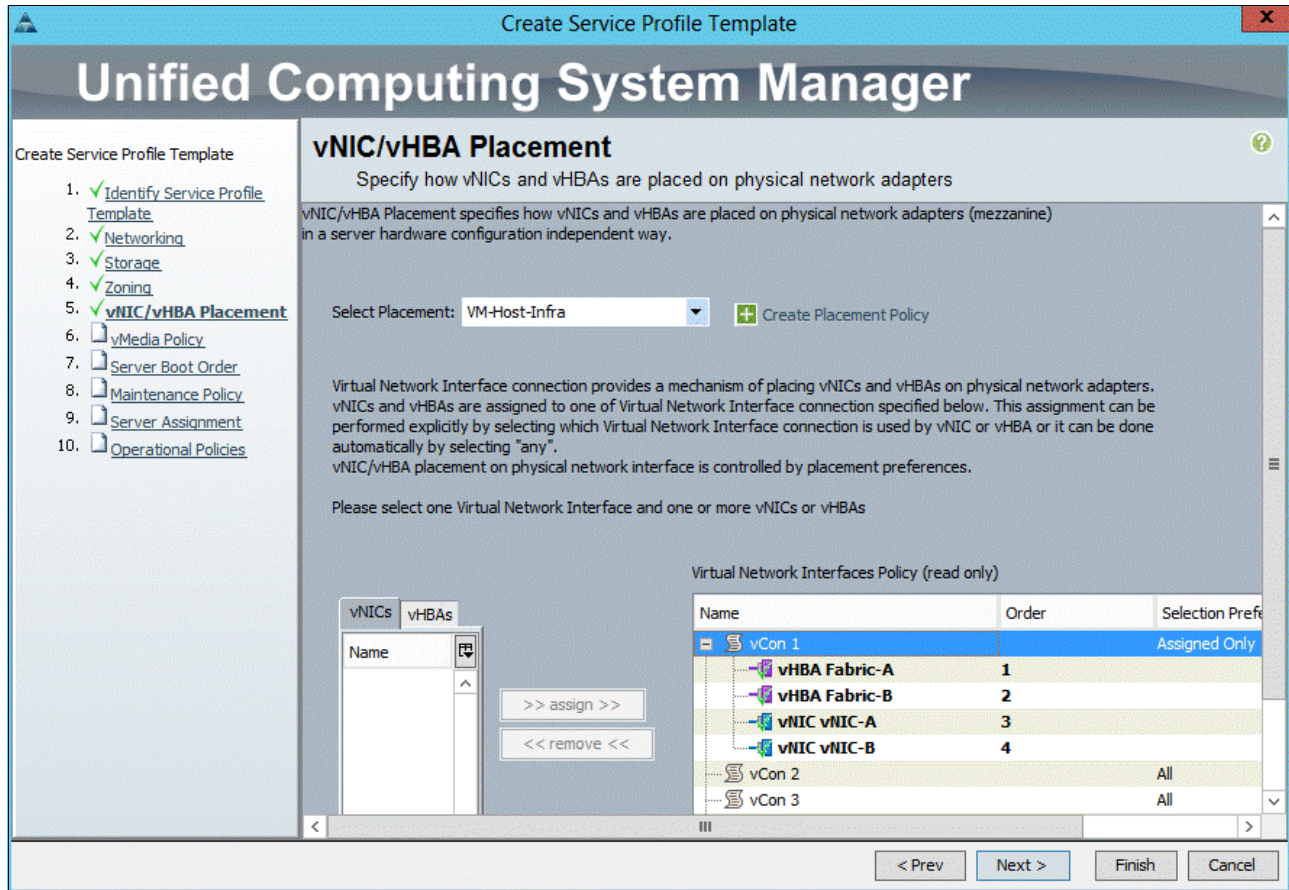 Create Service Profile Template
x
Unified Computing System Manager
Create Service Profile Template
1. Identify Service Profile
Template
2. Networking
3. Storage
4. Zoning
5. vNIC/vHBA Placement
6. vMedia Policy
7. Server Boot Order
8. Maintenance Policy
9. Server Assignment
10. Operational Policies
vNIC/vHBA Placement
?
Specify how vNICs and vHBAs are placed on physical network adapters
vNIC/vHBA Placement specifies how vNICs and vHBAs are placed on physical network adapters (mezzanine)
in a server hardware configuration independent way.
Select Placement: VM-Host-Infra
Create Placement Policy
Virtual Network Interface connection provides a mechanism of placing vNICs and vHBAs on physical network adapters.
vNICs and vHBAs are assigned to one of Virtual Network Interface connection specified below. This assignment can be
performed explicitly by selecting which Virtual Network Interface connection is used by vNIC or vHBA or it can be done
automatically by selecting "any".
vNIC/vHBA placement on physical network interface is controlled by placement preferences.
Please select one Virtual Network Interface and one or more vNICs or vHBAs
vNICs vHBAs
Name
>> assign >>
<< remove <<
Virtual Network Interfaces Policy (read only)
Name Order Selection Prefe
vCon 1 Assigned Only
vHBA Fabric-A 1
vHBA Fabric-B 2
vNIC vNIC-A 3
vNIC vNIC-B 4
vCon 2 All
vCon 3 All
< Prev Next > Finish Cancel